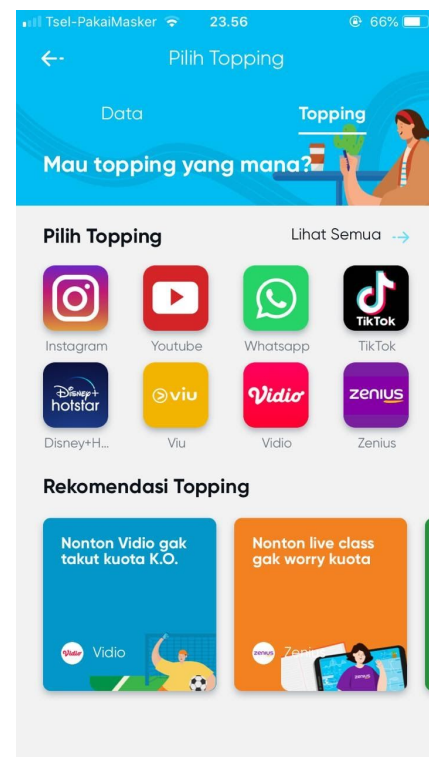 Tsel-PakaiMasker 23.56 66%
Pilih Topping
Data Topping
Mau topping yang mana?
Pilih Topping Lihat Semua
TikTok
Instagram Youtube Whatsapp TikTok
Disney+ hotstar viu Vidio zenius
Disney+H... Viu Vidio Zenius
Rekomendasi Topping
Nonton Vidio gak
takut kuota K.O.
Vidio Vidio
Nonton live class
gak worry kuota
zenius Zenius
zenius